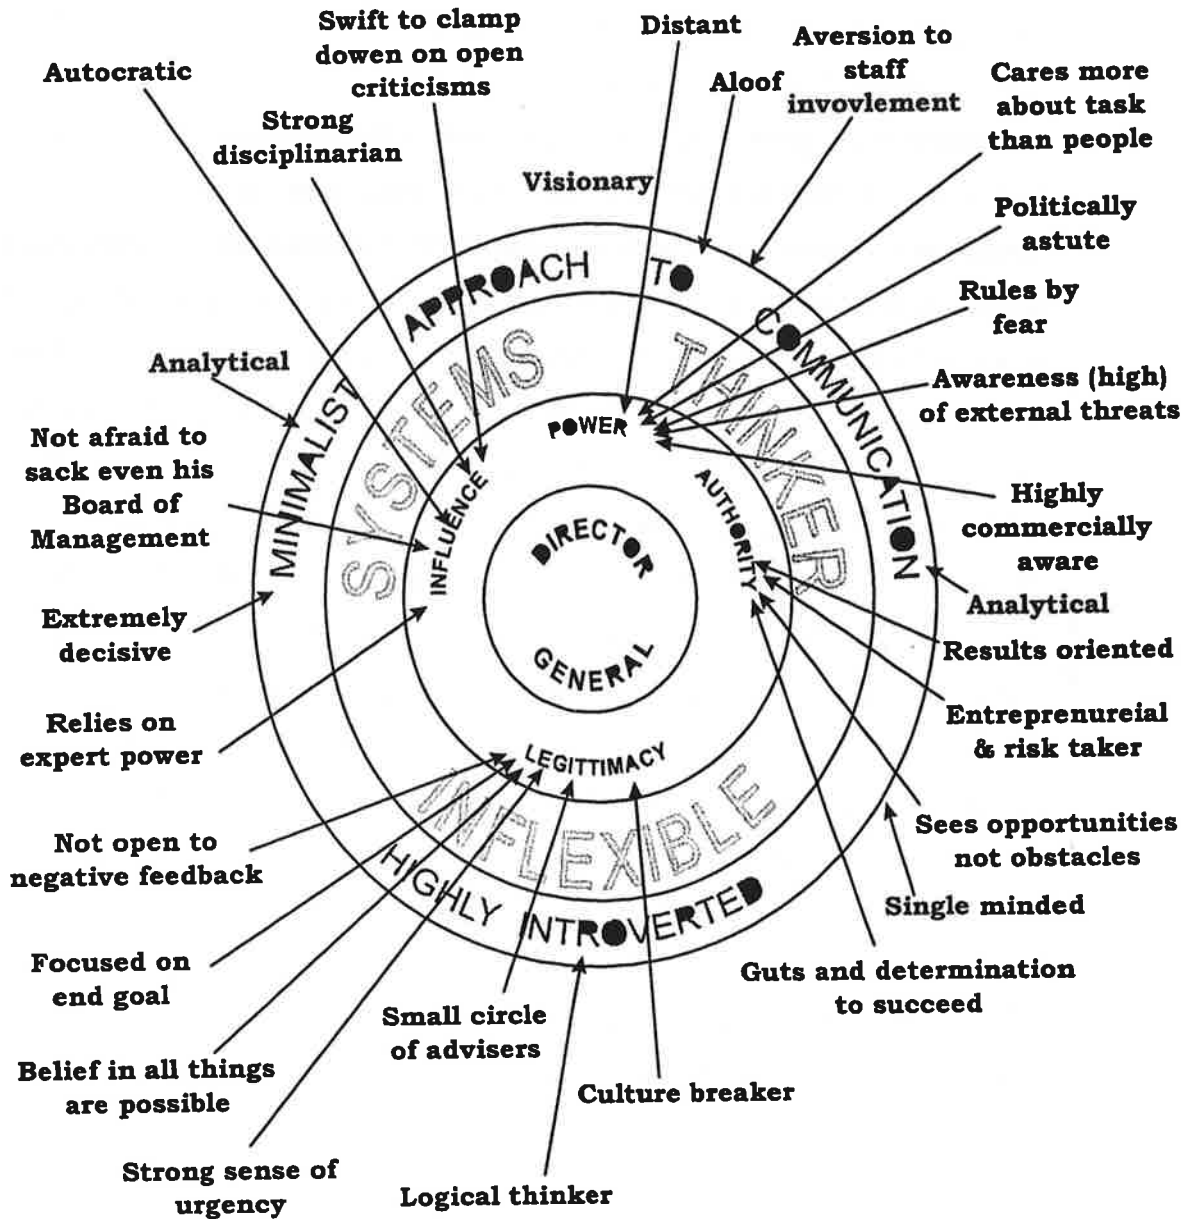 Swift to clamp
dowen on open
criticisms
Distant
Aversion to
staff
invovlement
Autocratic
Aloof
Cares more
about task
than people
Strong
disciplinarian
Visionary
Politically
astute
Rules by
fear
Analytical
Awareness (high)
of external threats
Not afraid to
sack even his
Board of
Management
Highly
commercially
aware
MINIMALIST APPROACH TO COMMUNICATION
SYSTEMS THINKER
POWER
INFLUENCE
AUTHORITY
DIRECTOR
GENERAL
LEGITTIMACY
INFLEXIBLE
HIGHLY INTROVERTED
Extremely
decisive
Analytical
Results oriented
Relies on
expert power
Entreprenureial
& risk taker
Not open to
negative feedback
Sees opportunities
not obstacles
Single minded
Focused on
end goal
Guts and determination
to succeed
Small circle
of advisers
Belief in all things
are possible
Culture breaker
Strong sense of
urgency
Logical thinker